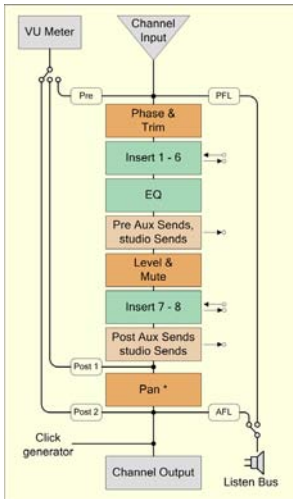 VU Meter
Channel
Input
Pre
PFL
Phase &
Trim
Insert 1 - 6
EQ
Pre Aux Sends,
studio Sends
Level &
Mute
Insert 7 - 8
Post Aux Sends
studio Sends
Post 1
Pan *
Post 2
AFL
Click
generator
Channel Output
Listen Bus